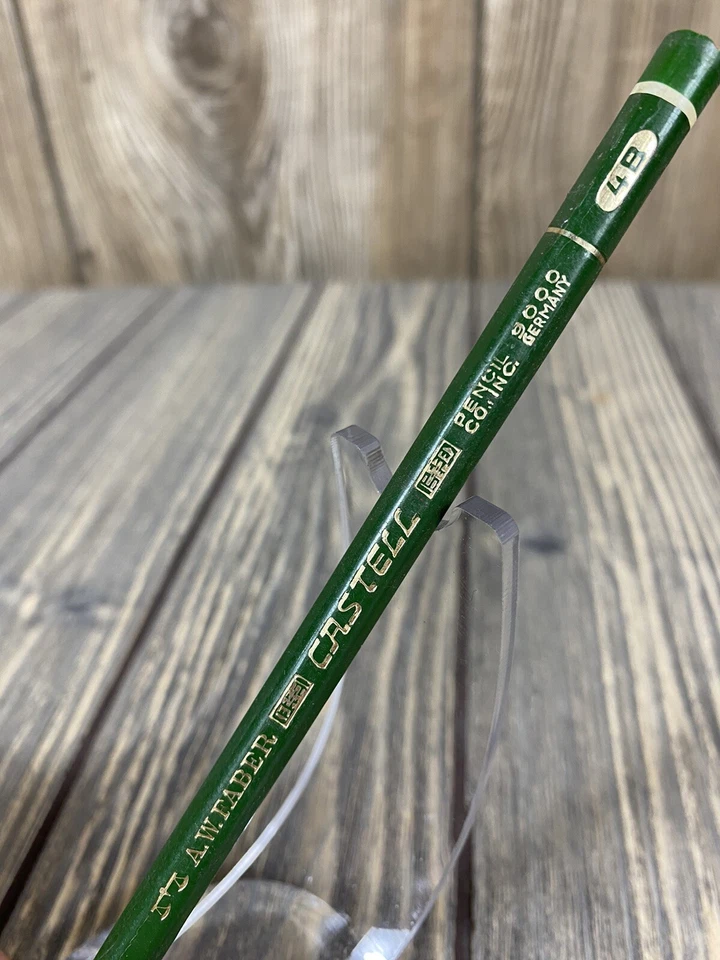 A.W.FABER CASTELL PENCIL 9000
CO., INC. GERMANY
4B